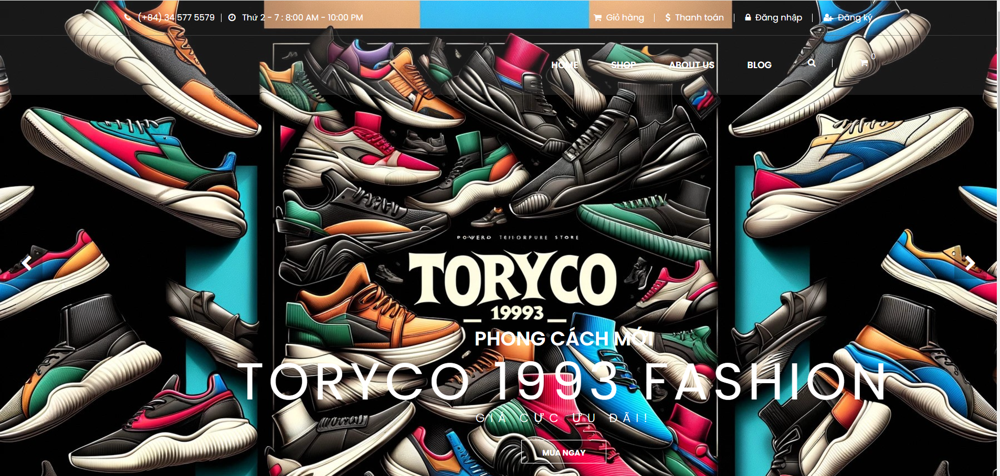 (+84) 34 577 5579 Thứ 2 - 7 : 8:00 AM - 10:00 PM Giỏ hàng Thanh toán Đăng nhập Đăng ký
HOME SHOP ABOUT US BLOG 0
POWERD TEHORPURE STORE
TORYCO
19993
PHONG CÁCH MỚI
TORYCO 1993 FASHION
GIÁ CỰC ƯU ĐÃI!
MUA NGAY